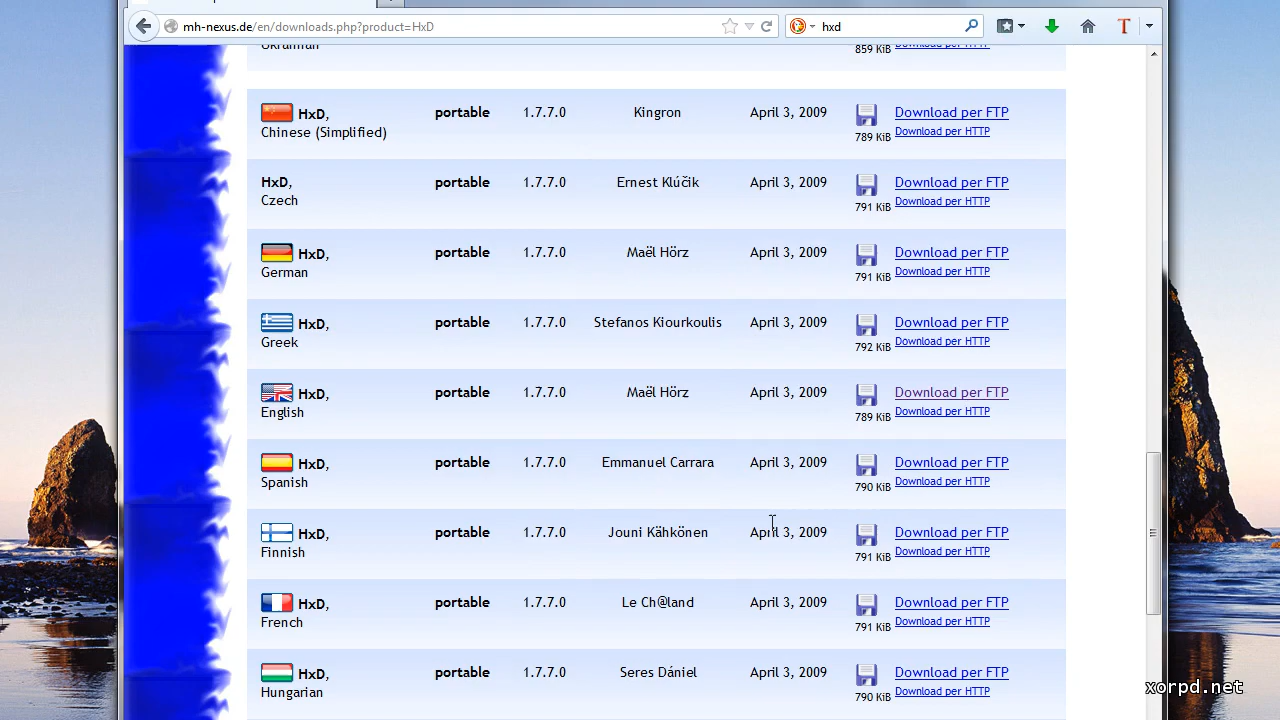 mh-nexus.de/en/downloads.php?product=HxD
hxd
T
Ukrainian
859 KiB Download per HTTP
HxD, portable 1.7.7.0 Kingron April 3, 2009 Download per FTP
Chinese (Simplified) 789 KiB Download per HTTP
HxD, portable 1.7.7.0 Ernest Klúčik April 3, 2009 Download per FTP
Czech 791 KiB Download per HTTP
HxD, portable 1.7.7.0 Maël Hörz April 3, 2009 Download per FTP
German 791 KiB Download per HTTP
HxD, portable 1.7.7.0 Stefanos Kiourkoulis April 3, 2009 Download per FTP
Greek 792 KiB Download per HTTP
HxD, portable 1.7.7.0 Maël Hörz April 3, 2009 Download per FTP
English 789 KiB Download per HTTP
HxD, portable 1.7.7.0 Emmanuel Carrara April 3, 2009 Download per FTP
Spanish 790 KiB Download per HTTP
HxD, portable 1.7.7.0 Jouni Kähkönen April 3, 2009 Download per FTP
Finnish 791 KiB Download per HTTP
HxD, portable 1.7.7.0 Le Ch@land April 3, 2009 Download per FTP
French 791 KiB Download per HTTP
HxD, portable 1.7.7.0 Seres Dániel April 3, 2009 Download per FTP
Hungarian 790 KiB Download per HTTP
xorpd.net